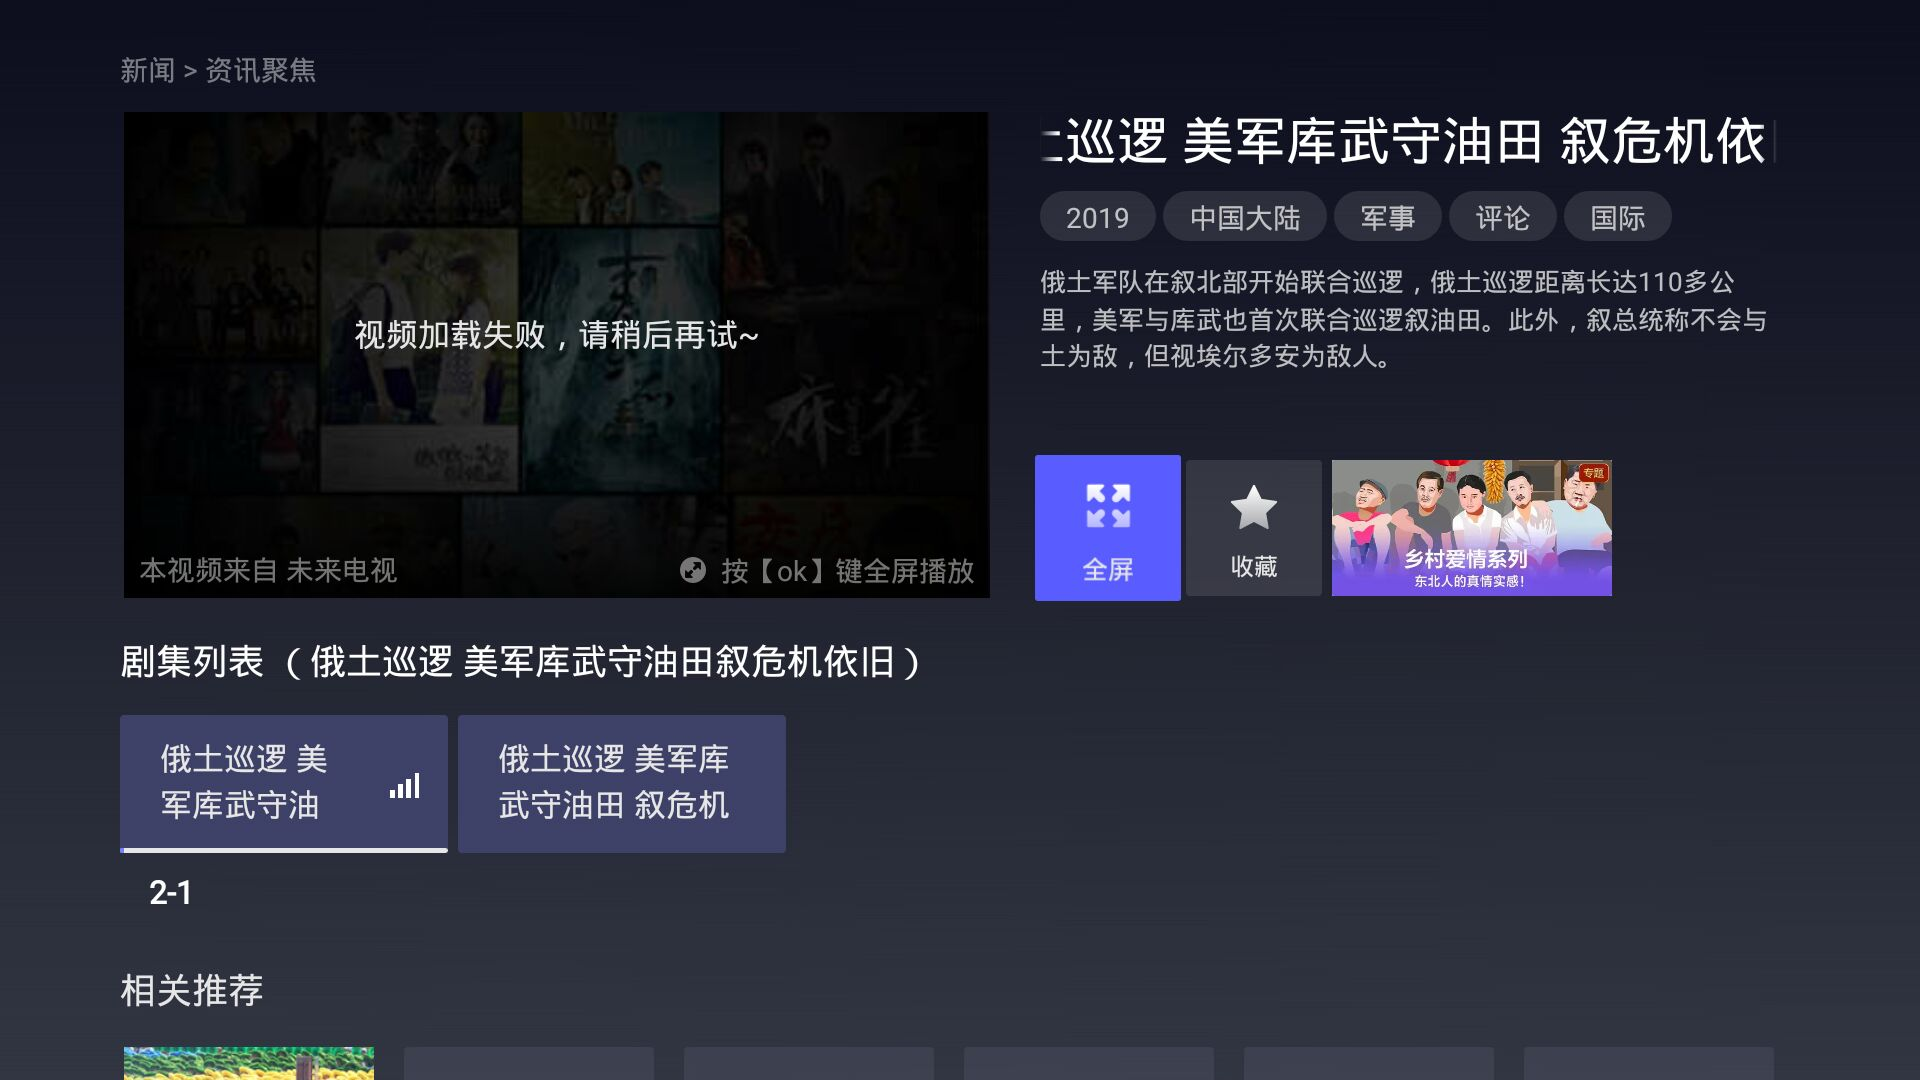 新闻 > 资讯聚焦
巡逻 美军库武守油田 叙危机依
2019 中国大陆 军事 评论 国际
俄土军队在叙北部开始联合巡逻，俄土巡逻距离长达110多公
里，美军与库武也首次联合巡逻叙油田。此外，叙总统称不会与
土为敌，但视埃尔多安为敌人。
视频加载失败，请稍后再试~
本视频来自 未来电视
按【ok】键全屏播放
全屏
收藏
专题
乡村爱情系列
东北人的真情实感！
剧集列表 （俄土巡逻 美军库武守油田叙危机依旧）
俄土巡逻 美
军库武守油
俄土巡逻 美军库
武守油田 叙危机
2-1
相关推荐